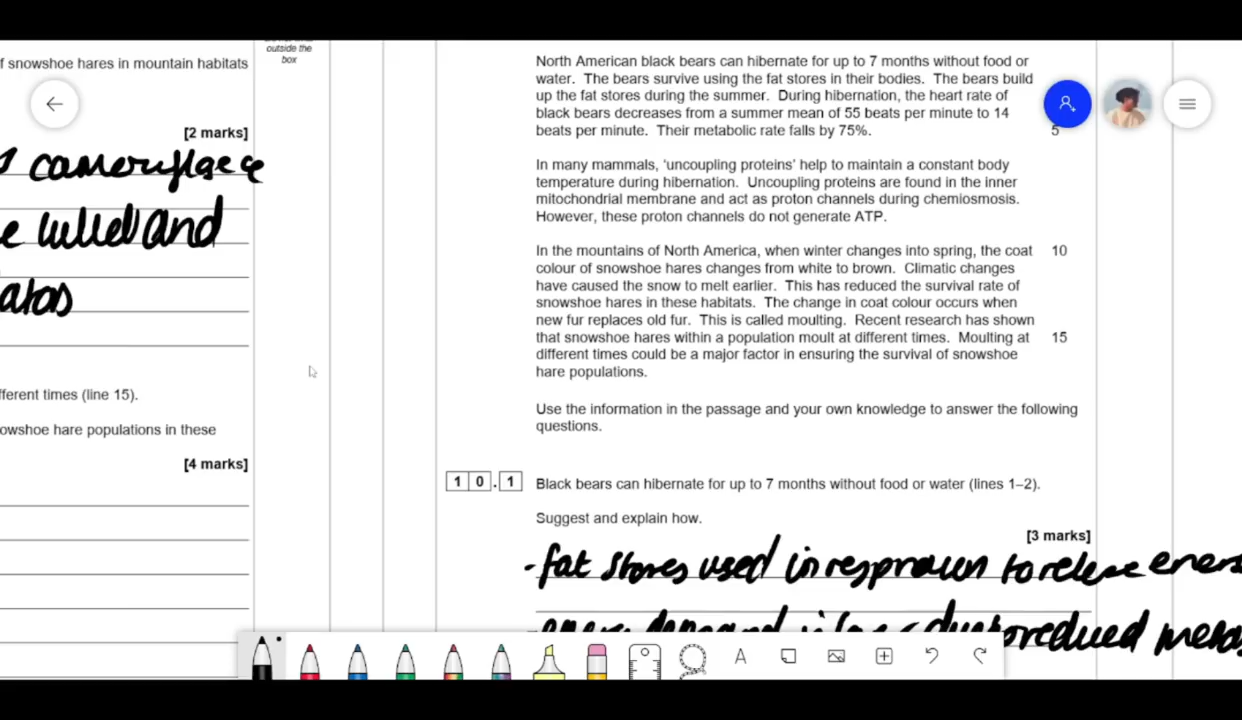 outside the
box
f snowshoe hares in mountain habitats
[2 marks]
camouflage
killed and
fferent times (line 15).
owshoe hare populations in these
[4 marks]
North American black bears can hibernate for up to 7 months without food or
water. The bears survive using the fat stores in their bodies. The bears build
up the fat stores during the summer. During hibernation, the heart rate of
black bears decreases from a summer mean of 55 beats per minute to 14
beats per minute. Their metabolic rate falls by 75%. 5
In many mammals, ‘uncoupling proteins’ help to maintain a constant body
temperature during hibernation. Uncoupling proteins are found in the inner
mitochondrial membrane and act as proton channels during chemiosmosis.
However, these proton channels do not generate ATP.
In the mountains of North America, when winter changes into spring, the coat 10
colour of snowshoe hares changes from white to brown. Climatic changes
have caused the snow to melt earlier. This has reduced the survival rate of
snowshoe hares in these habitats. The change in coat colour occurs when
new fur replaces old fur. This is called moulting. Recent research has shown
that snowshoe hares within a population moult at different times. Moulting at 15
different times could be a major factor in ensuring the survival of snowshoe
hare populations.
Use the information in the passage and your own knowledge to answer the following
questions.
10.1 Black bears can hibernate for up to 7 months without food or water (lines 1–2).
Suggest and explain how.
[3 marks]
- fat stores used in respiration to release ener
demand is low due to reduced metab
A